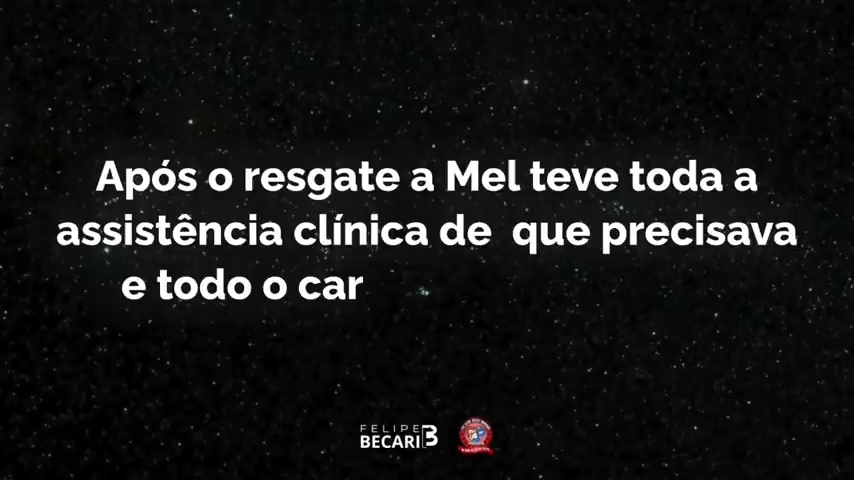 Após o resgate a Mel teve toda a
assistência clínica de que precisava
e todo o car
FELIPE
BECARI